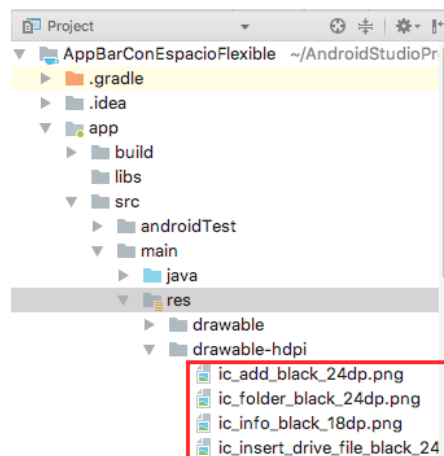 Project
AppBarConEspacioFlexible ~/AndroidStudioPr
.gradle
.idea
app
build
libs
src
androidTest
main
java
res
drawable
drawable-hdpi
ic_add_black_24dp.png
ic_folder_black_24dp.png
ic_info_black_18dp.png
ic_insert_drive_file_black_24